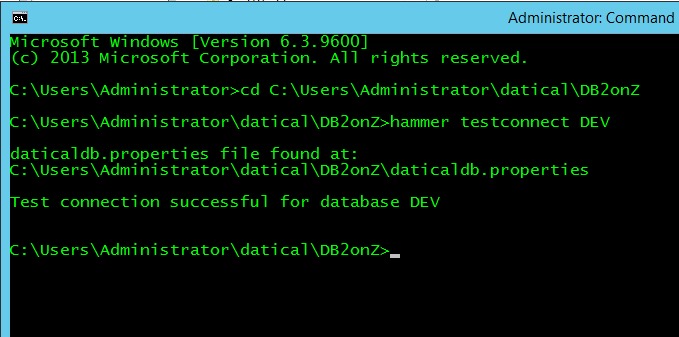 Administrator: Command
Microsoft Windows [Version 6.3.9600]
(c) 2013 Microsoft Corporation. All rights reserved.
C:\Users\Administrator>cd C:\Users\Administrator\datical\DB2onZ
C:\Users\Administrator\datical\DB2onZ>hammer testconnect DEV
daticaldb.properties file found at:
C:\Users\Administrator\datical\DB2onZ\daticaldb.properties
Test connection successful for database DEV
C:\Users\Administrator\datical\DB2onZ>